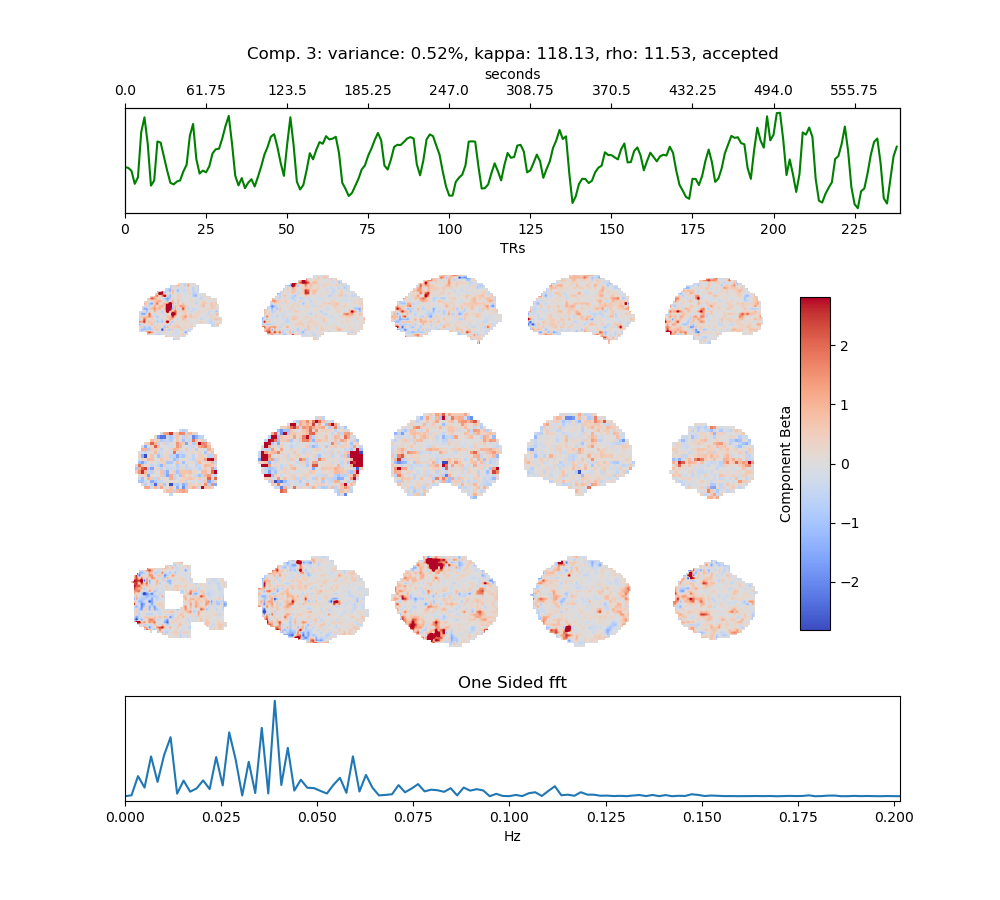 Comp. 3: variance: 0.52%, kappa: 118.13, rho: 11.53, accepted
seconds
0.0 61.75 123.5 185.25 247.0 308.75 370.5 432.25 494.0 555.75
0 25 50 75 100 125 150 175 200 225
TRs
2
1
0
−1
−2
Component Beta
One Sided fft
0.000 0.025 0.050 0.075 0.100 0.125 0.150 0.175 0.200
Hz